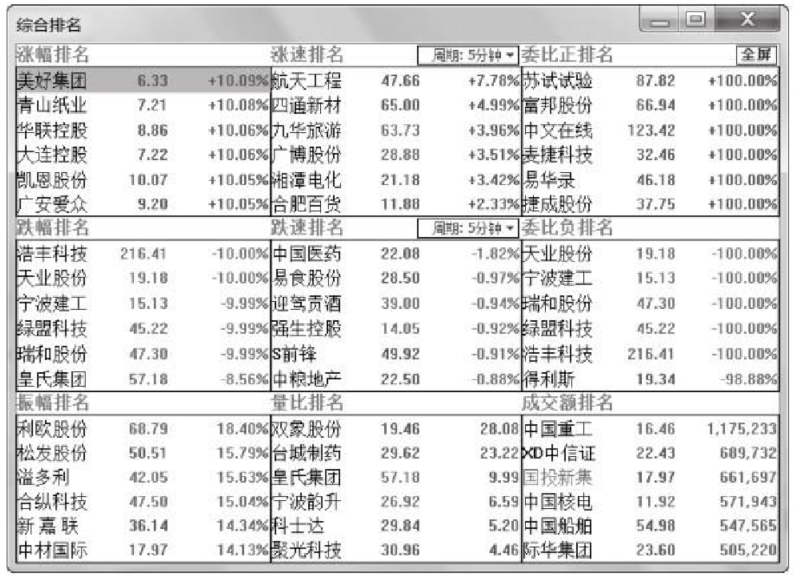 综合排名
涨幅排名 涨速排名 周期: 5分钟 委比正排名 全屏
美好集团 6.33 +10.09% 航天工程 47.66 +7.78% 苏试试验 87.82 +100.00%
青山纸业 7.21 +10.08% 四通新材 65.00 +4.99% 富邦股份 66.94 +100.00%
华联控股 8.86 +10.06% 九华旅游 63.73 +3.96% 中文在线 123.42 +100.00%
大连控股 7.22 +10.06% 广博股份 28.88 +3.51% 麦捷科技 32.46 +100.00%
凯恩股份 10.07 +10.05% 湘潭电化 21.18 +3.42% 易华录 46.18 +100.00%
广安爱众 9.20 +10.05% 合肥百货 11.88 +2.33% 捷成股份 37.75 +100.00%
跌幅排名 跌速排名 周期: 5分钟 委比负排名
浩丰科技 216.41 -10.00% 中国医药 22.08 -1.82% 天业股份 19.18 -100.00%
天业股份 19.18 -10.00% 易食股份 28.50 -0.97% 宁波建工 15.13 -100.00%
宁波建工 15.13 -9.99% 迎驾贡酒 39.00 -0.94% 瑞和股份 47.30 -100.00%
绿盟科技 45.22 -9.99% 强生控股 14.05 -0.92% 绿盟科技 45.22 -100.00%
瑞和股份 47.30 -9.99% S前锋 49.92 -0.91% 浩丰科技 216.41 -100.00%
皇氏集团 57.18 -8.56% 中粮地产 22.50 -0.88% 得利斯 19.34 -98.88%
振幅排名 量比排名 成交额排名
利欧股份 68.79 18.40% 双象股份 19.46 28.08 中国重工 16.46 1,175,233
松发股份 50.51 15.79% 台城制药 29.62 23.22 XD中信证 22.43 689,732
溢多利 42.05 15.63% 皇氏集团 57.18 9.99 国投新集 17.97 661,697
合纵科技 47.50 15.04% 宁波韵升 26.92 6.59 中国核电 11.92 571,943
新嘉联 36.14 14.34% 科士达 29.84 5.20 中国船舶 54.98 547,565
中材国际 17.97 14.13% 聚光科技 30.96 4.46 际华集团 23.60 505,220